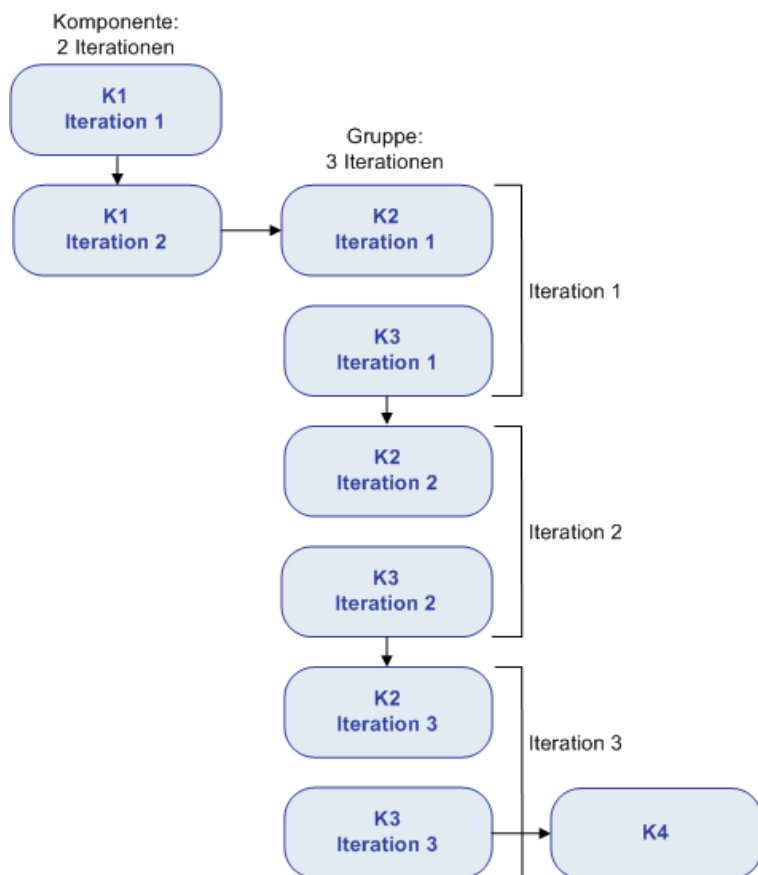 Komponente:
2 Iterationen
K1
Iteration 1
Gruppe:
3 Iterationen
K1
Iteration 2
K2
Iteration 1
Iteration 1
K3
Iteration 1
K2
Iteration 2
Iteration 2
K3
Iteration 2
K2
Iteration 3
Iteration 3
K3
Iteration 3
K4